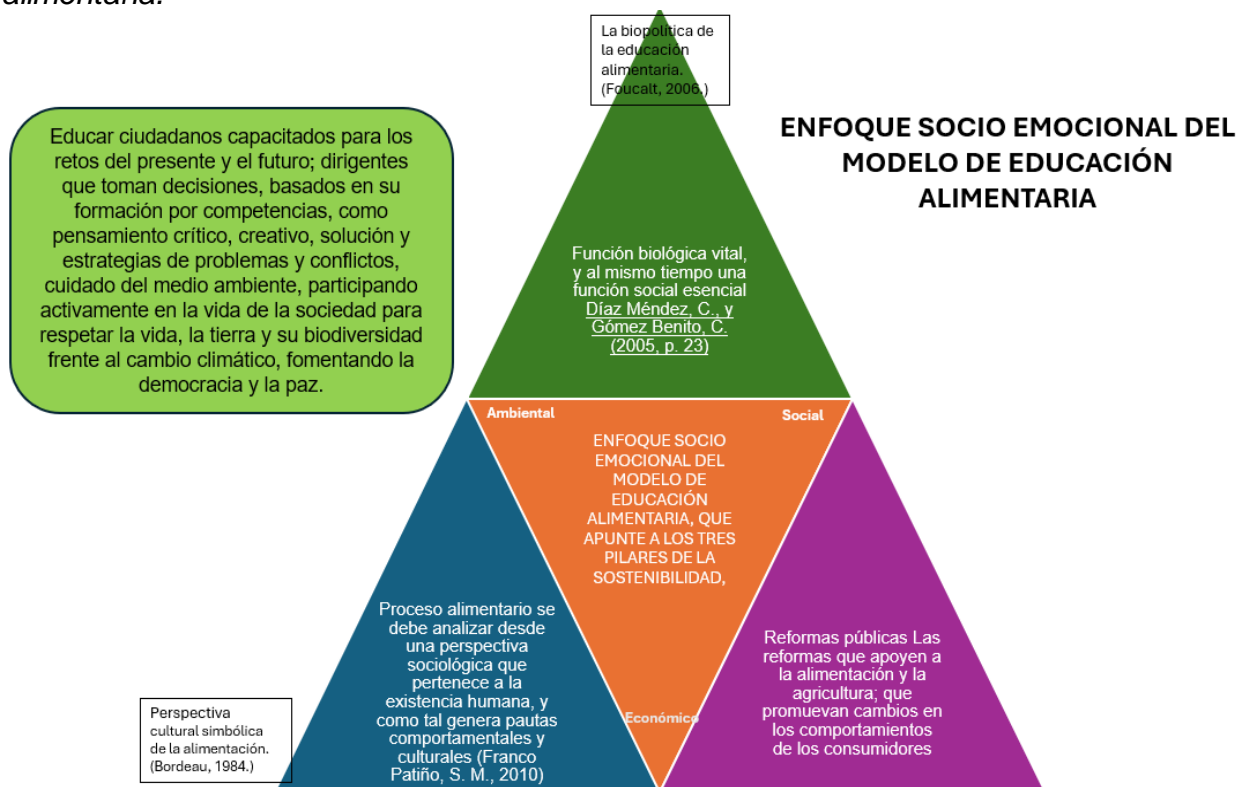 alimentaria.
La biopolítica de
la educación
alimentaria.
(Foucalt, 2006.)
ENFOQUE SOCIO EMOCIONAL DEL
MODELO DE EDUCACIÓN
ALIMENTARIA
Educar ciudadanos capacitados para los
retos del presente y el futuro; dirigentes
que toman decisiones, basados en su
formación por competencias, como
pensamiento crítico, creativo, solución y
estrategias de problemas y conflictos,
cuidado del medio ambiente, participando
activamente en la vida de la sociedad para
respetar la vida, la tierra y su biodiversidad
frente al cambio climático, fomentando la
democracia y la paz.
Función biológica vital,
y al mismo tiempo una
función social esencial
Díaz Méndez, C., y
Gómez Benito, C.
(2005, p. 23)
Ambiental
Social
ENFOQUE SOCIO
EMOCIONAL DEL
MODELO DE
EDUCACIÓN
ALIMENTARIA, QUE
APUNTE A LOS TRES
PILARES DE LA
SOSTENIBILIDAD,
Económico
Proceso alimentario se
debe analizar desde
una perspectiva
sociológica que
pertenece a la
existencia humana, y
como tal genera pautas
comportamentales y
culturales (Franco
Patiño, S. M., 2010)
Reformas públicas Las
reformas que apoyen a
la alimentación y la
agricultura; que
promuevan cambios en
los comportamientos
de los consumidores
Perspectiva
cultural simbólica
de la alimentación.
(Bordeau, 1984.)